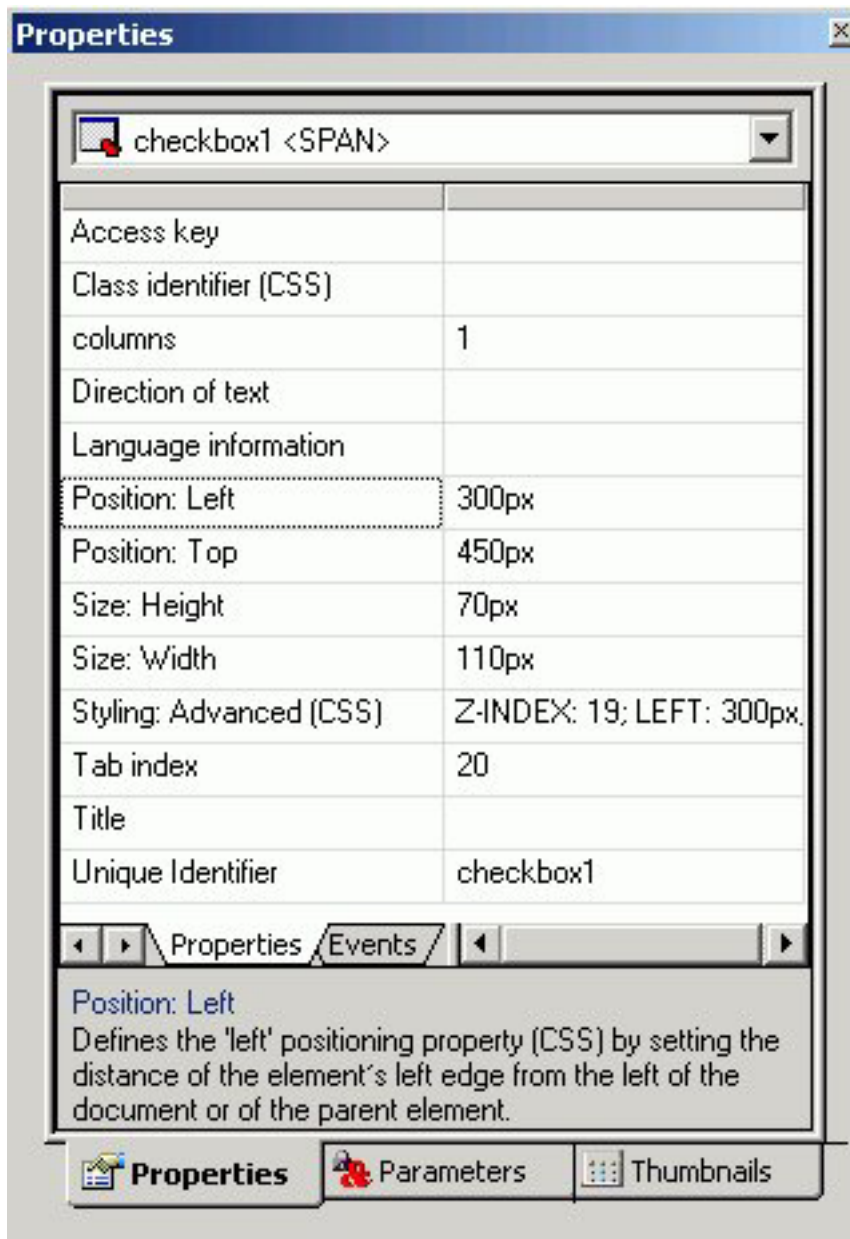 Properties
checkbox1 <SPAN>
Access key
Class identifier (CSS)
columns 1
Direction of text
Language information
Position: Left 300px
Position: Top 450px
Size: Height 70px
Size: Width 110px
Styling: Advanced (CSS) Z-INDEX: 19; LEFT: 300px,
Tab index 20
Title
Unique Identifier checkbox1
Properties Events
Position: Left
Defines the 'left' positioning property (CSS) by setting the
distance of the element´s left edge from the left of the
document or of the parent element.
Properties Parameters Thumbnails